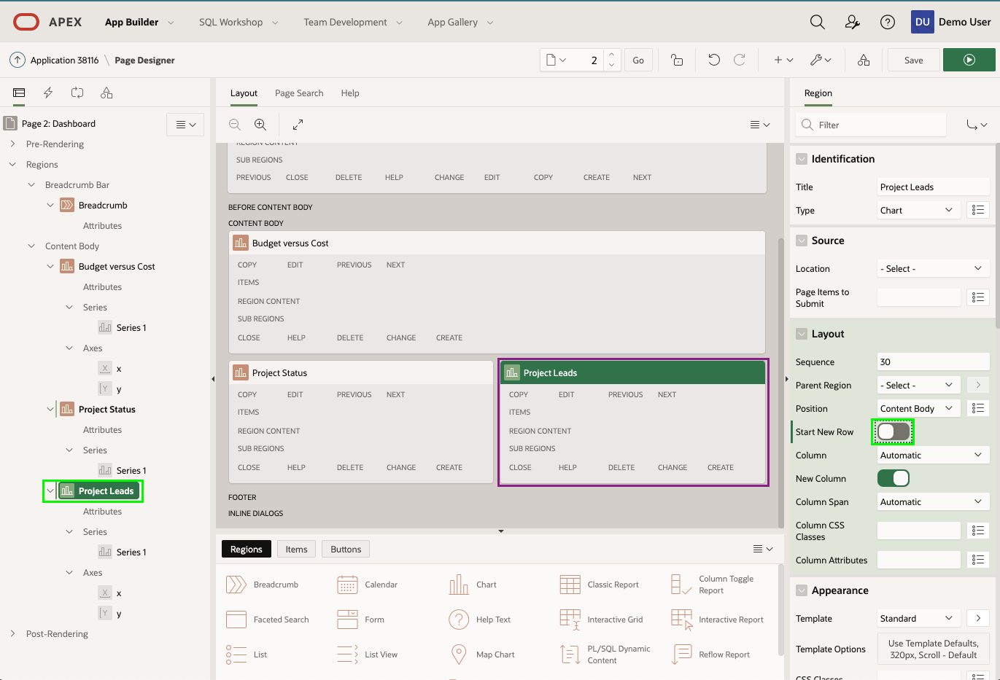 APEX
App Builder
SQL Workshop
Team Development
App Gallery
DU
Demo User
Application 38116 \ Page Designer
2
Go
Save
Page 2: Dashboard
Pre-Rendering
Regions
Breadcrumb Bar
Breadcrumb
Attributes
Content Body
Budget versus Cost
Attributes
Series
Series 1
Axes
X x
Y y
Project Status
Attributes
Series
Series 1
Project Leads
Attributes
Series
Series 1
Axes
X x
Y y
Post-Rendering
Layout
Page Search
Help
REGION CONTENT
SUB REGIONS
PREVIOUS CLOSE DELETE HELP CHANGE EDIT COPY CREATE NEXT
BEFORE CONTENT BODY
CONTENT BODY
Budget versus Cost
COPY EDIT PREVIOUS NEXT
ITEMS
REGION CONTENT
SUB REGIONS
CLOSE HELP DELETE CHANGE CREATE
Project Status
COPY EDIT PREVIOUS NEXT
ITEMS
REGION CONTENT
SUB REGIONS
CLOSE HELP DELETE CHANGE CREATE
Project Leads
COPY EDIT PREVIOUS NEXT
ITEMS
REGION CONTENT
SUB REGIONS
CLOSE HELP DELETE CHANGE CREATE
FOOTER
INLINE DIALOGS
Regions
Items
Buttons
Breadcrumb
Calendar
Chart
Classic Report
Column Toggle
Report
Faceted Search
Form
Help Text
Interactive Grid
Interactive Report
List
List View
Map Chart
PL/SQL Dynamic
Content
Reflow Report
Region
Filter
Identification
Title Project Leads
Type Chart
Source
Location - Select -
Page Items to
Submit
Layout
Sequence 30
Parent Region - Select -
Position Content Body
Start New Row
Column Automatic
New Column
Column Span Automatic
Column CSS
Classes
Column Attributes
Appearance
Template Standard
Template Options Use Template Defaults,
320px, Scroll - Default
CSS Classes